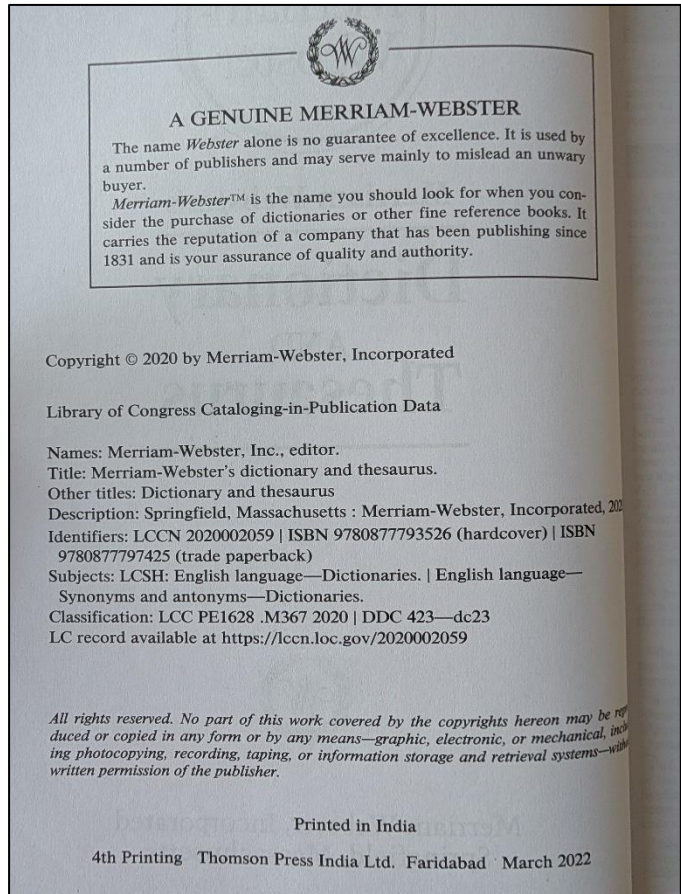 A GENUINE MERRIAM-WEBSTER
The name Webster alone is no guarantee of excellence. It is used by
a number of publishers and may serve mainly to mislead an unwary
buyer.
Merriam-Webster™ is the name you should look for when you con-
sider the purchase of dictionaries or other fine reference books. It
carries the reputation of a company that has been publishing since
1831 and is your assurance of quality and authority.
Copyright © 2020 by Merriam-Webster, Incorporated
Library of Congress Cataloging-in-Publication Data
Names: Merriam-Webster, Inc., editor.
Title: Merriam-Webster's dictionary and thesaurus.
Other titles: Dictionary and thesaurus
Description: Springfield, Massachusetts : Merriam-Webster, Incorporated, 202
Identifiers: LCCN 2020002059 | ISBN 9780877793526 (hardcover) | ISBN
9780877797425 (trade paperback)
Subjects: LCSH: English language—Dictionaries. | English language—
Synonyms and antonyms—Dictionaries.
Classification: LCC PE1628 .M367 2020 | DDC 423—dc23
LC record available at https://lccn.loc.gov/2020002059
All rights reserved. No part of this work covered by the copyrights hereon may be
duced or copied in any form or by any means—graphic, electronic, or mechanical,
ing photocopying, recording, taping, or information storage and retrieval systems—
written permission of the publisher.
Printed in India
4th Printing Thomson Press India Ltd. Faridabad March 2022